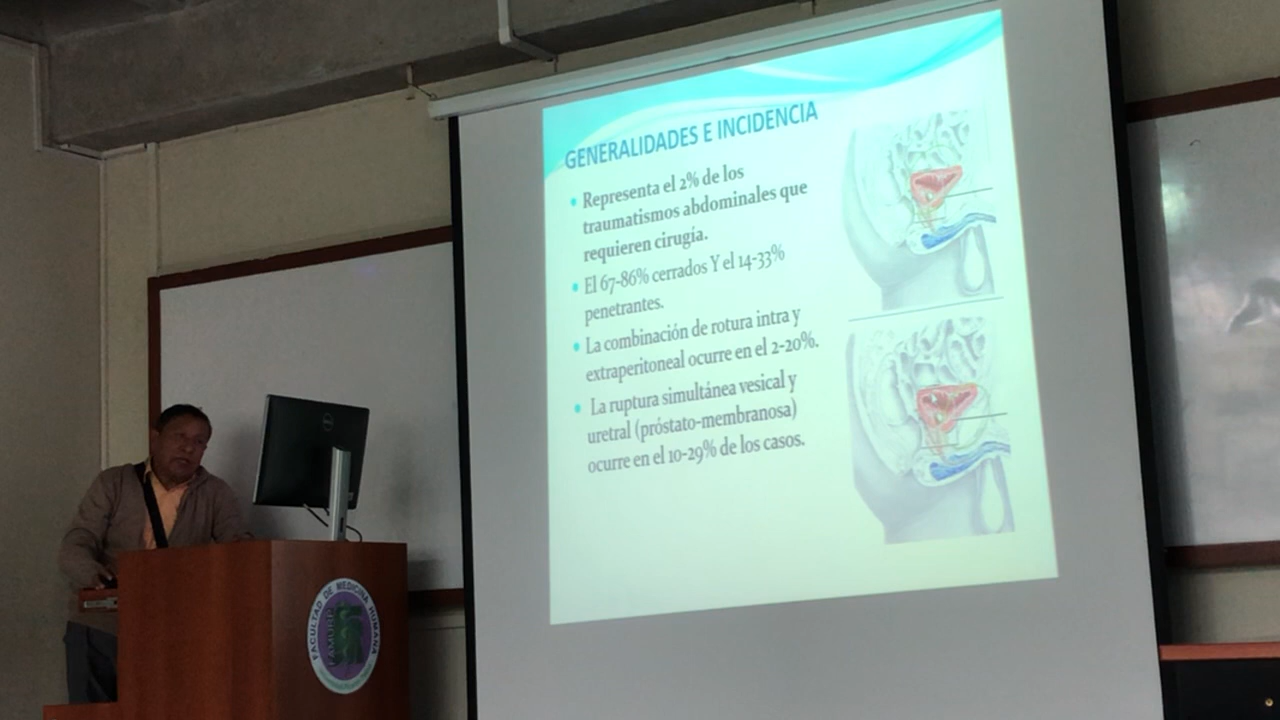 GENERALIDADES E INCIDENCIA
• Representa el 2% de los
traumatismos abdominales que
requieren cirugía.
• El 67-86% cerrados Y el 14-33%
penetrantes.
• La combinación de rotura intra y
extraperitoneal ocurre en el 2-20%.
• La ruptura simultánea vesical y
uretral (próstato-membranosa)
ocurre en el 10-29% de los casos.
DELL
FACULTAD DE MEDICINA HUMANA
FAMURP